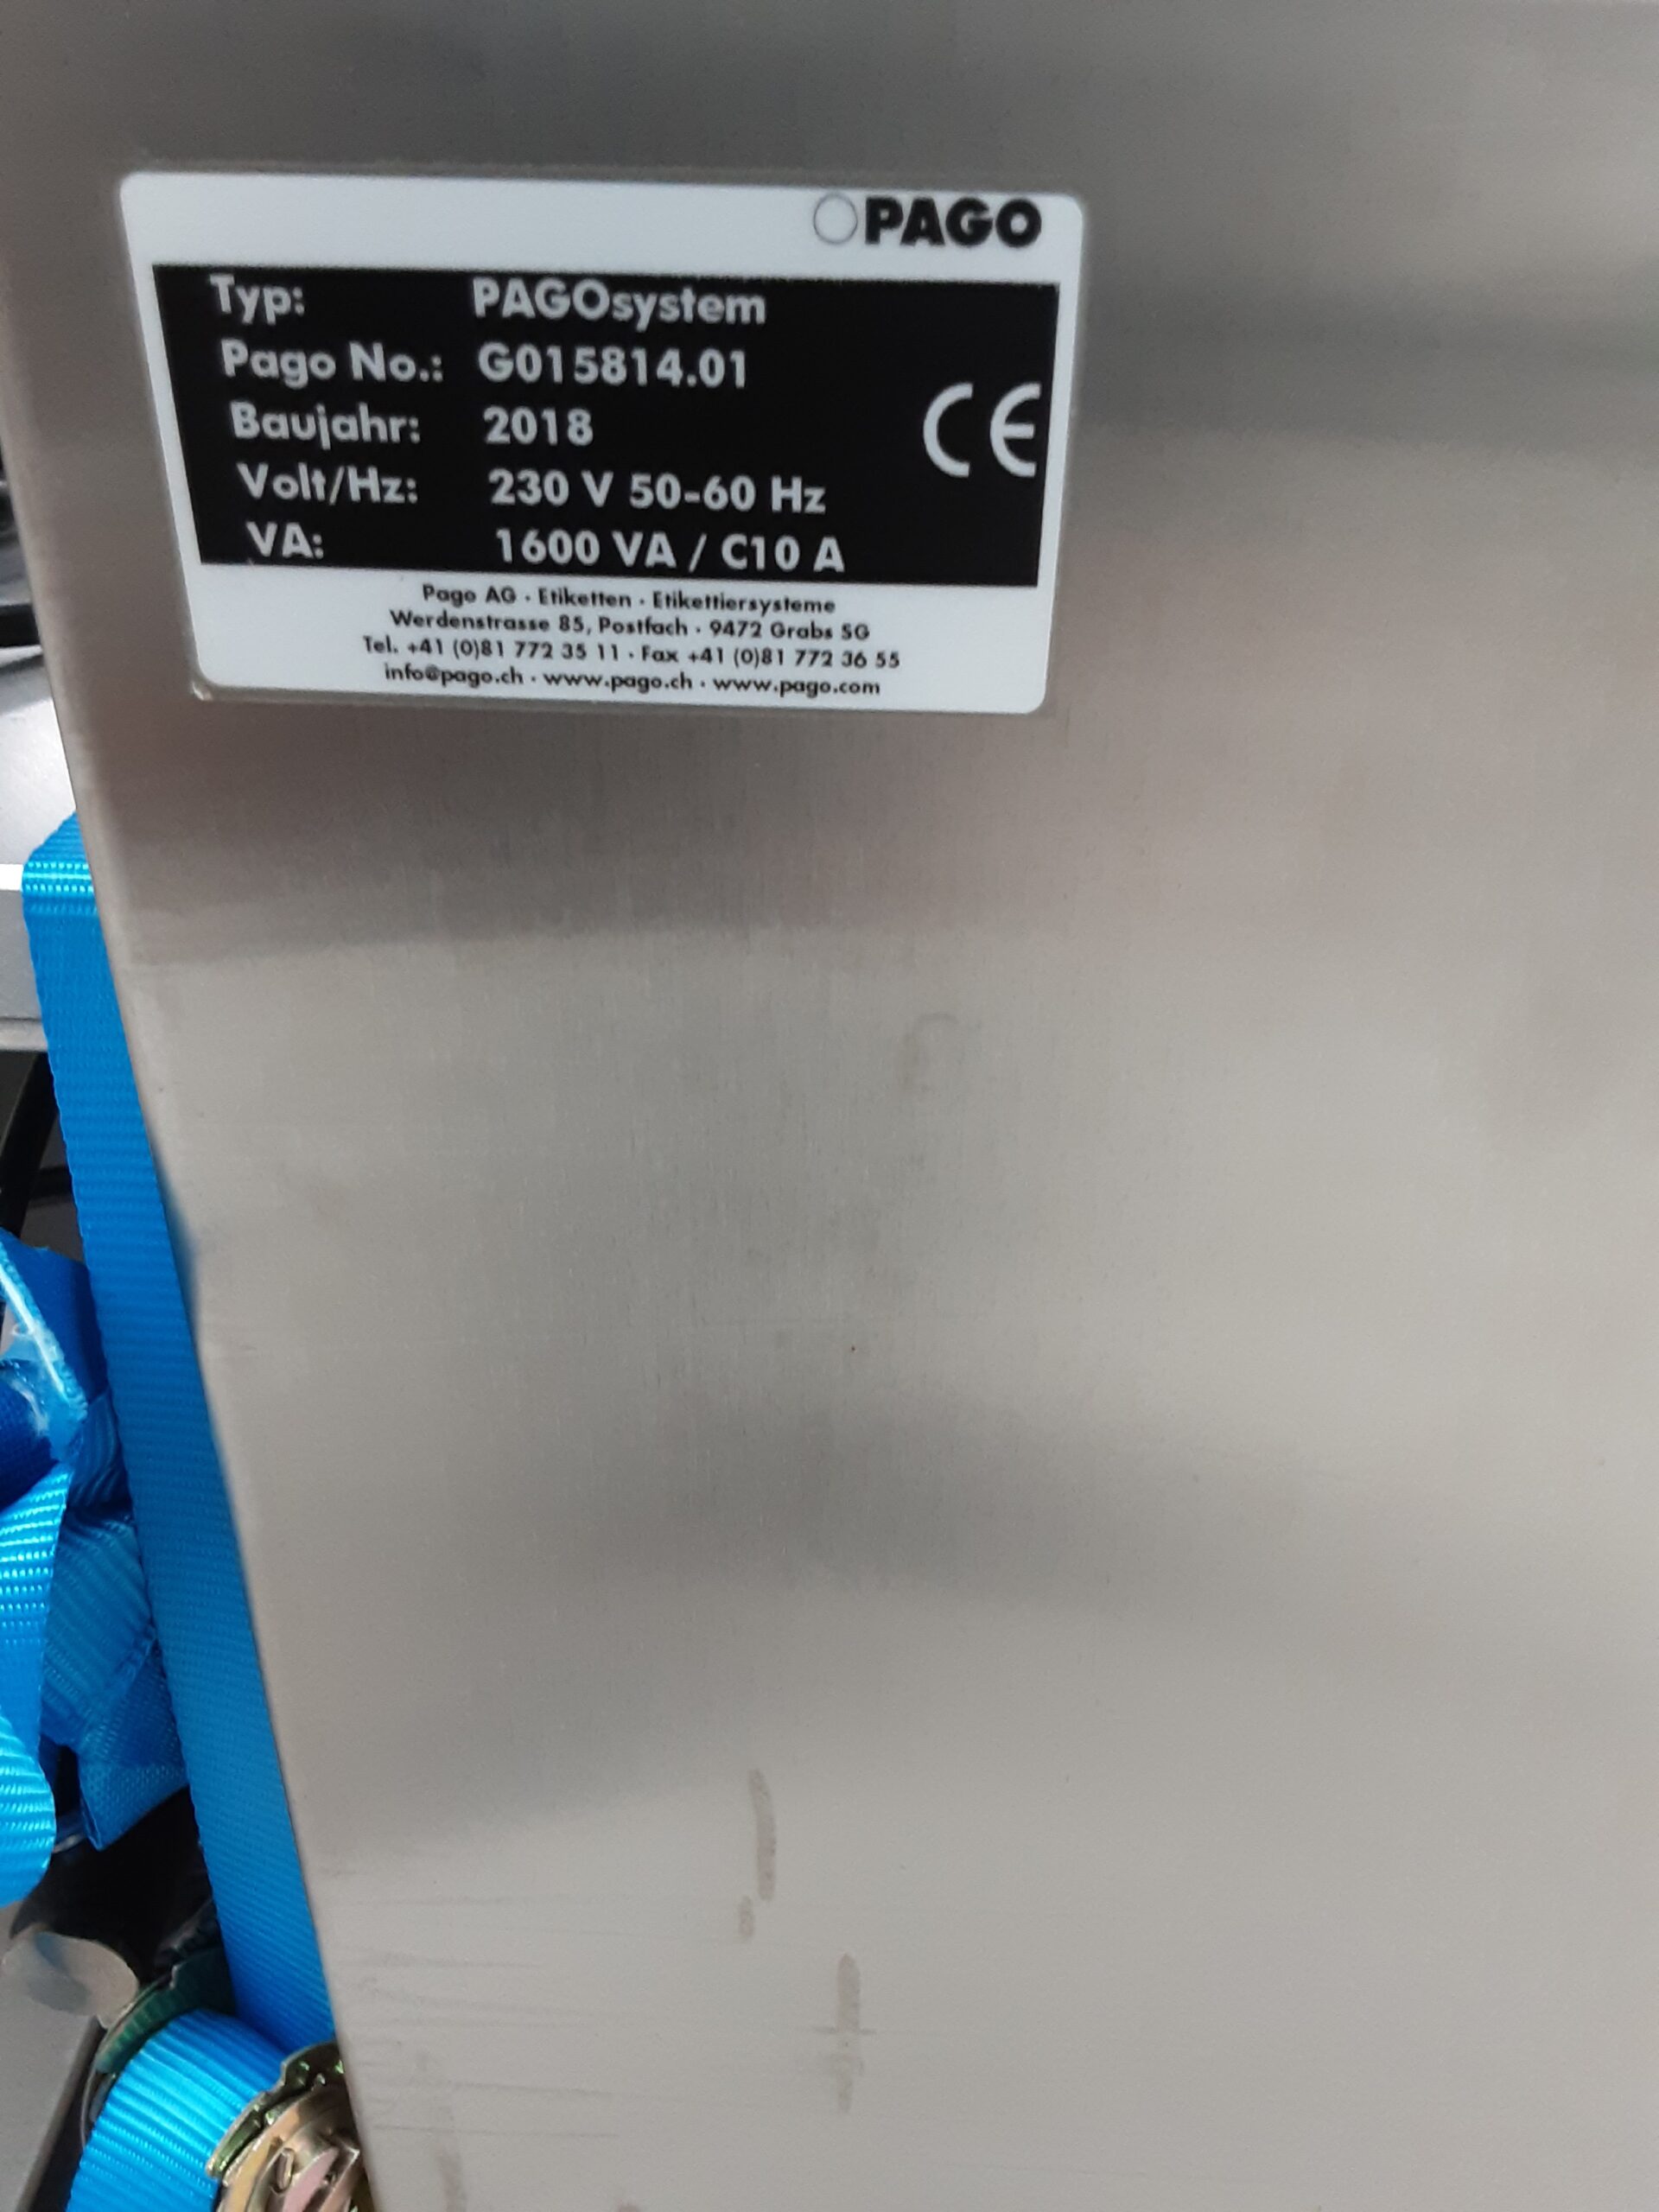 PAGO
Typ: PAGOsystem
Pago No.: G015814.01
Baujahr: 2018
Volt/Hz: 230 V 50-60 Hz
VA: 1600 VA / C10 A
CE
Pago AG · Etiketten · Etikettiersysteme
Werdenstrasse 85, Postfach · 9472 Grabs SG
Tel. +41 (0)81 772 35 11 · Fax +41 (0)81 772 36 55
info@pago.ch · www.pago.ch · www.pago.com